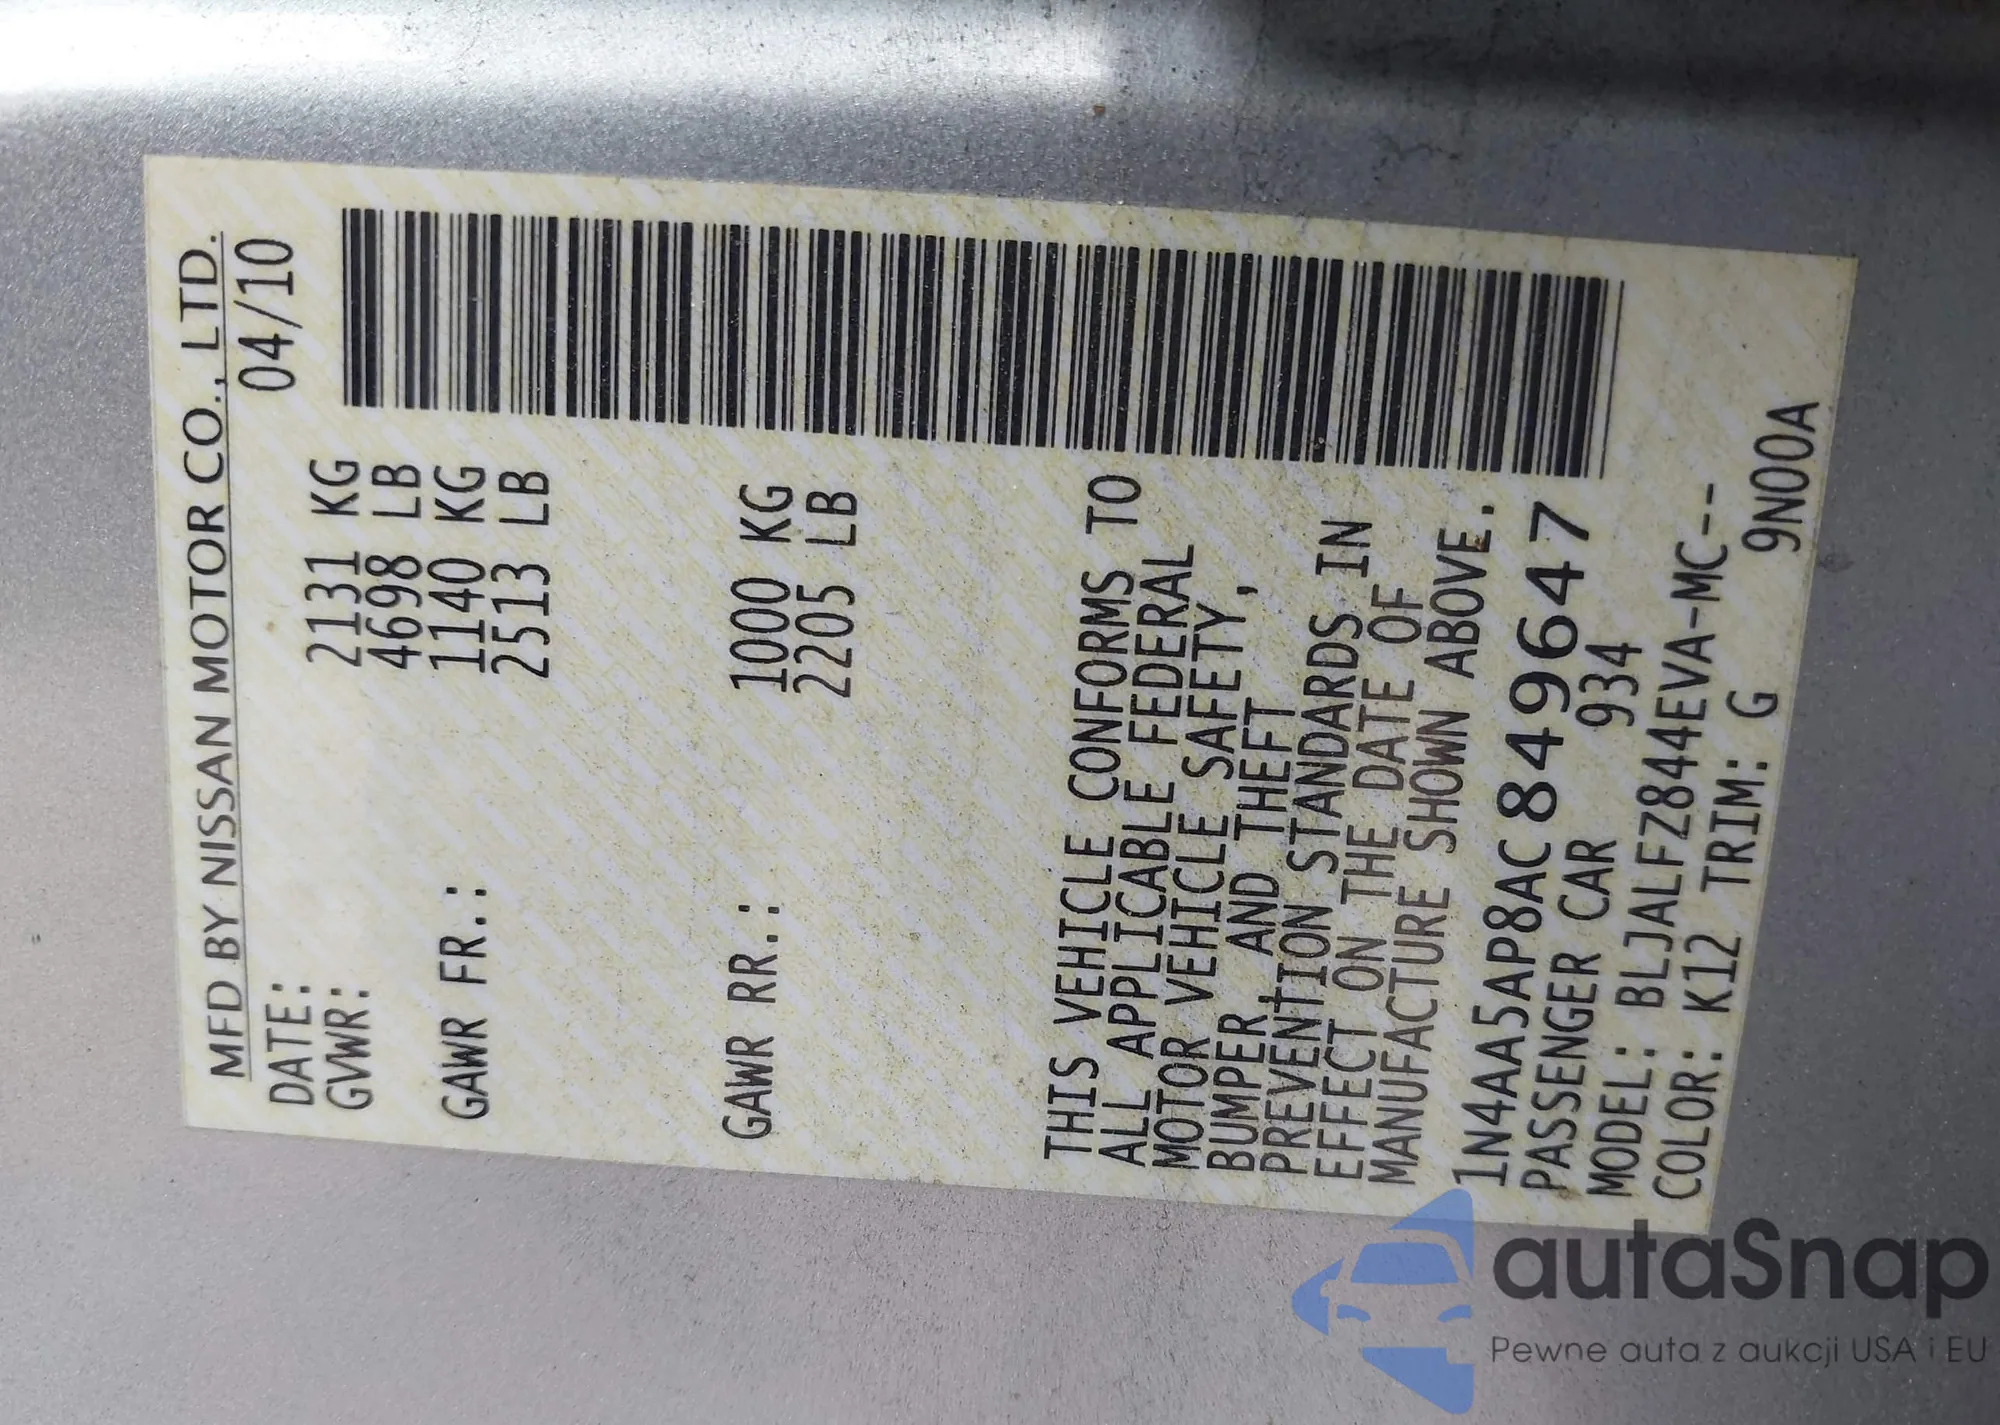 MFD BY NISSAN MOTOR CO., LTD.
DATE: 04/10
GVWR: 2131 KG
4698 LB
GAWR FR.: 1140 KG
2513 LB
GAWR RR.: 1000 KG
2205 LB
THIS VEHICLE CONFORMS TO
ALL APPLICABLE FEDERAL
MOTOR VEHICLE SAFETY,
BUMPER AND THEFT
PREVENTION STANDARDS IN
EFFECT ON THE DATE OF
MANUFACTURE SHOWN ABOVE.
1N4AA5AP8AC849647
PASSENGER CAR 934
MODEL: BLJALFZ844EVA-MC--
COLOR: K12 TRIM: G 9N00A
autaSnap
Pewne auta z aukcji USA i EU